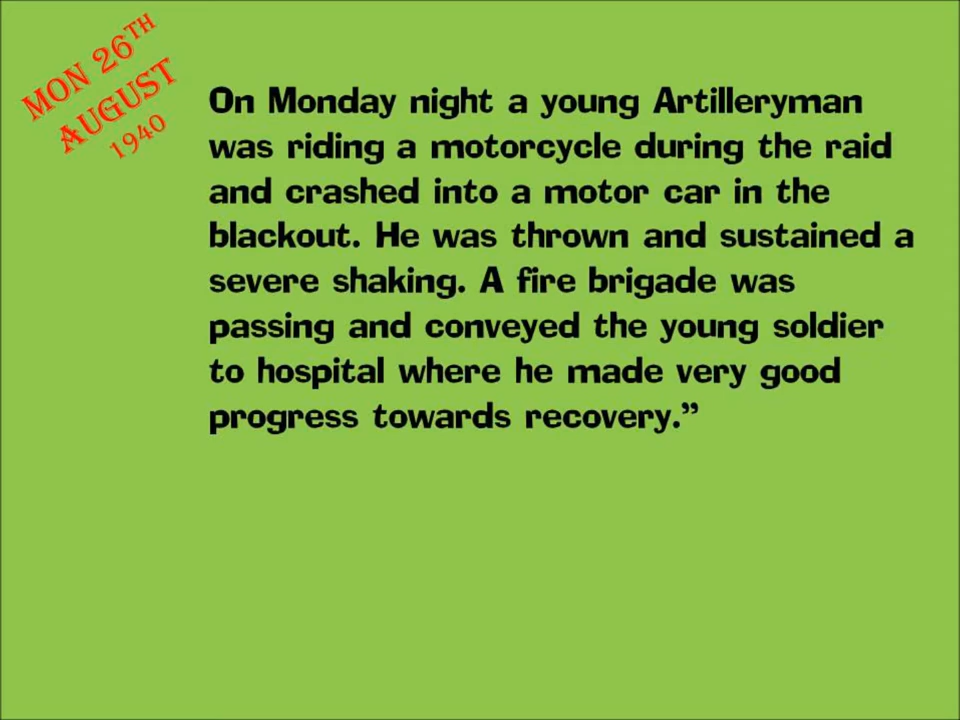 MON 26TH
AUGUST
1940
On Monday night a young Artilleryman
was riding a motorcycle during the raid
and crashed into a motor car in the
blackout. He was thrown and sustained a
severe shaking. A fire brigade was
passing and conveyed the young soldier
to hospital where he made very good
progress towards recovery.”